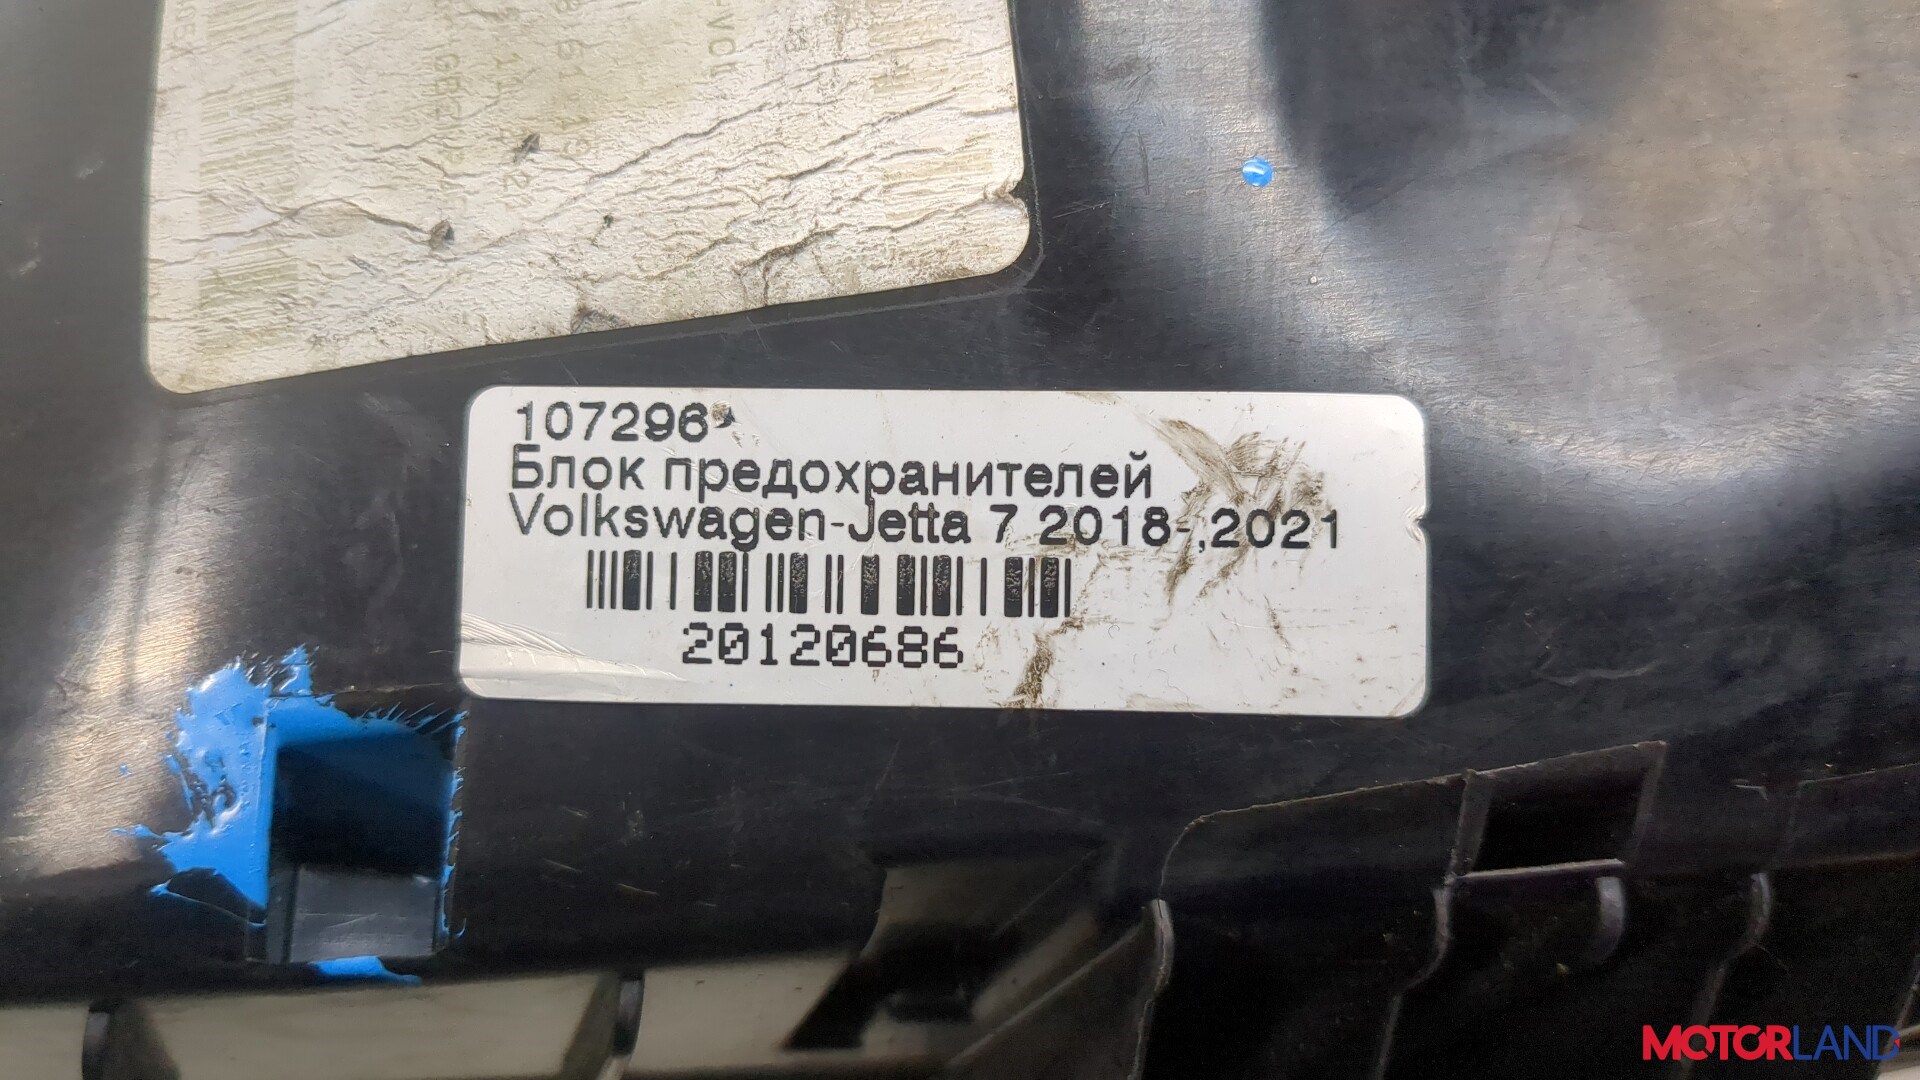 107296
Блок предохранителей
Volkswagen-Jetta 7 2018-,2021
20120686
MOTORLAND